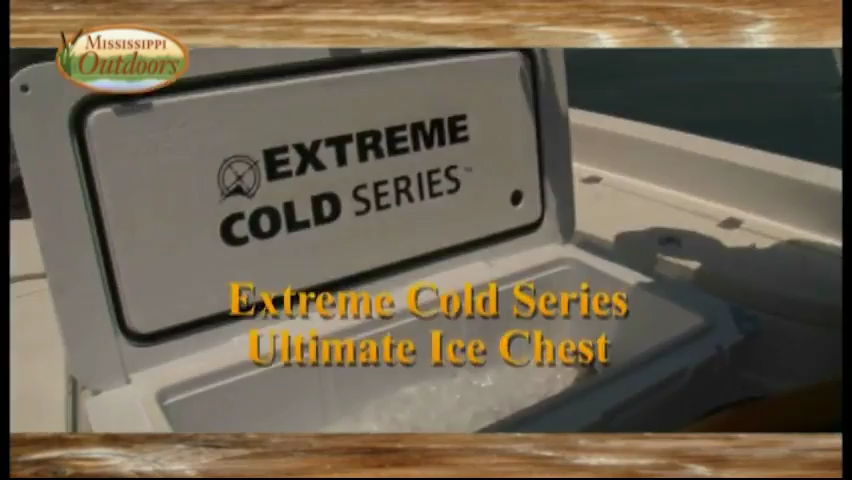 MISSISSIPPI
Outdoors
EXTREME
COLD SERIES™
Extreme Cold Series
Ultimate Ice Chest